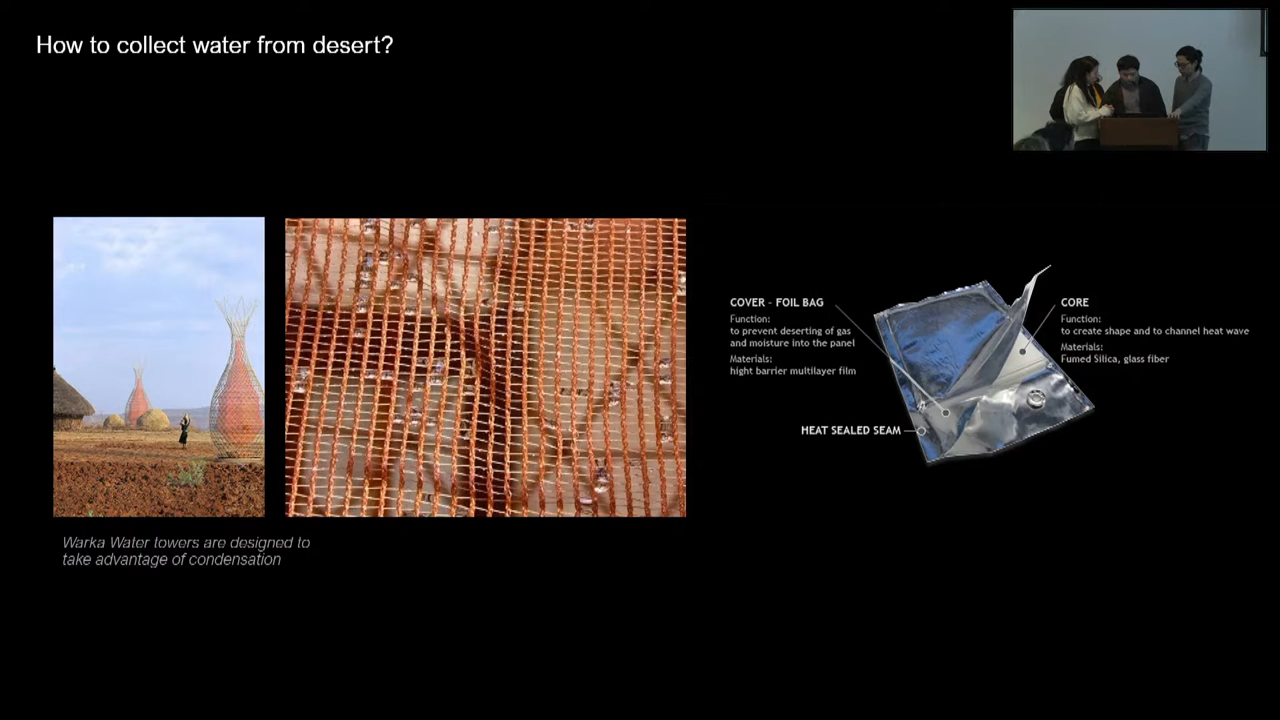 How to collect water from desert?
COVER - FOIL BAG
Function:
to prevent deserting of gas
and moisture into the panel
Materials:
hight barrier multilayer film
HEAT SEALED SEAM
CORE
Function:
to create shape and to channel heat wave
Materials:
Fumed Silica, glass fiber
Warka Water towers are designed to
take advantage of condensation